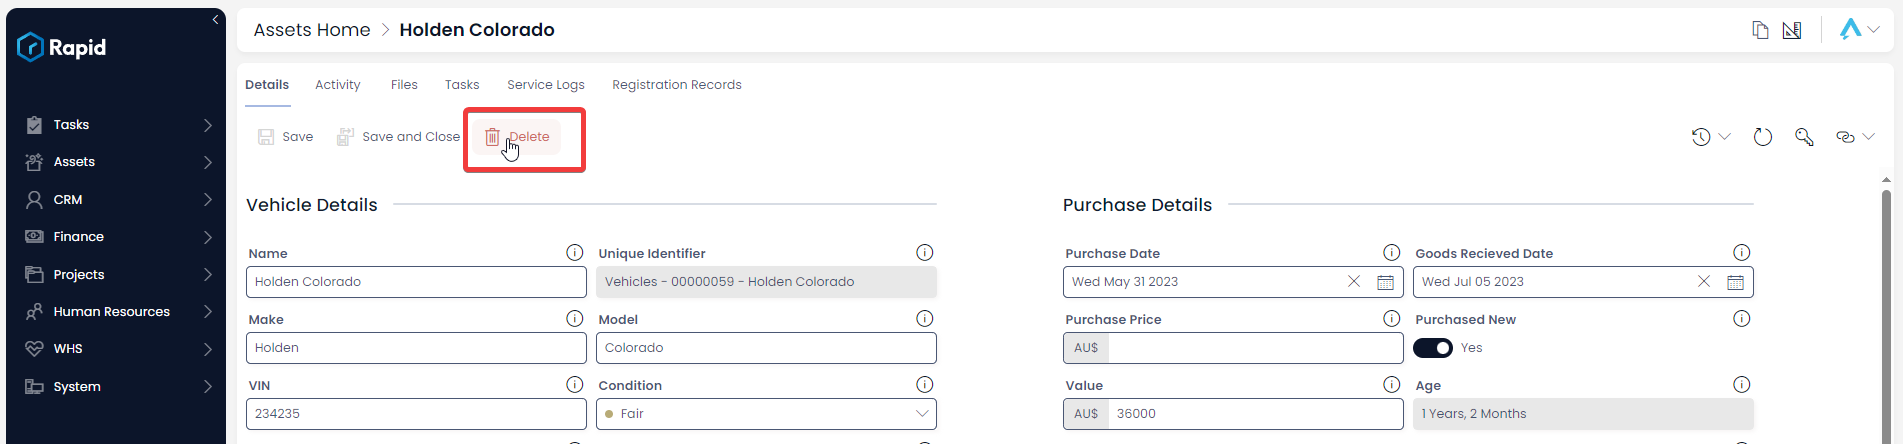 Rapid
Tasks
Assets
CRM
Finance
Projects
Human Resources
WHS
System
Assets Home > Holden Colorado
Details Activity Files Tasks Service Logs Registration Records
Save Save and Close Delete
Vehicle Details
Name Unique Identifier
Holden Colorado Vehicles - 00000059 - Holden Colorado
Make Model
Holden Colorado
VIN Condition
234235 Fair
Purchase Details
Purchase Date Goods Recieved Date
Wed May 31 2023 Wed Jul 05 2023
Purchase Price Purchased New
AU$ Yes
Value Age
AU$ 36000 1 Years, 2 Months